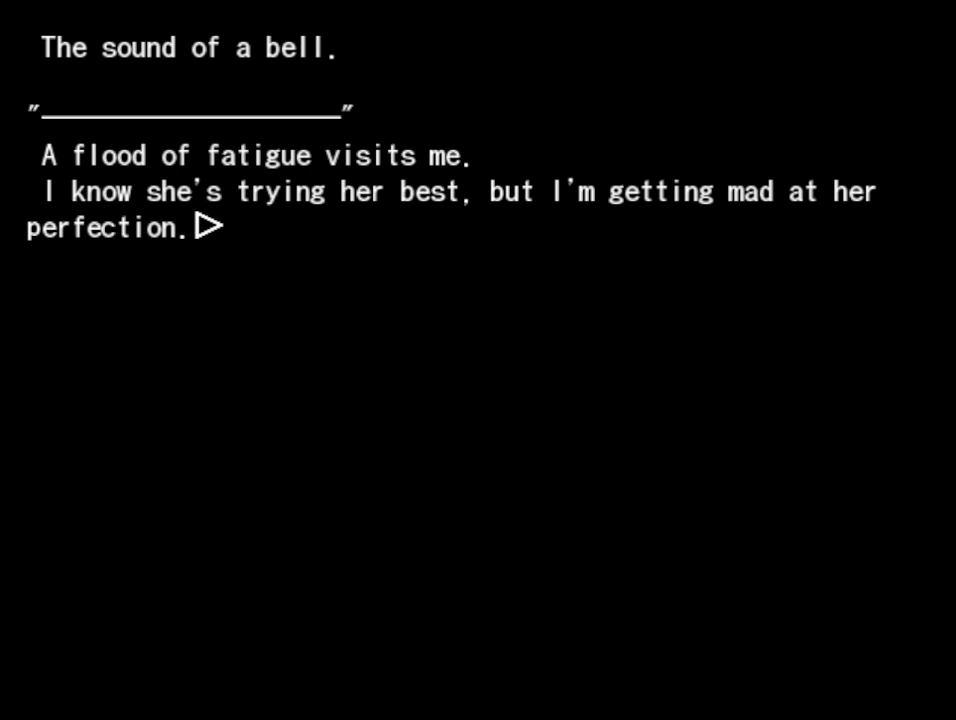 The sound of a bell.
"____________________"
A flood of fatigue visits me.
I know she's trying her best, but I'm getting mad at her
perfection.